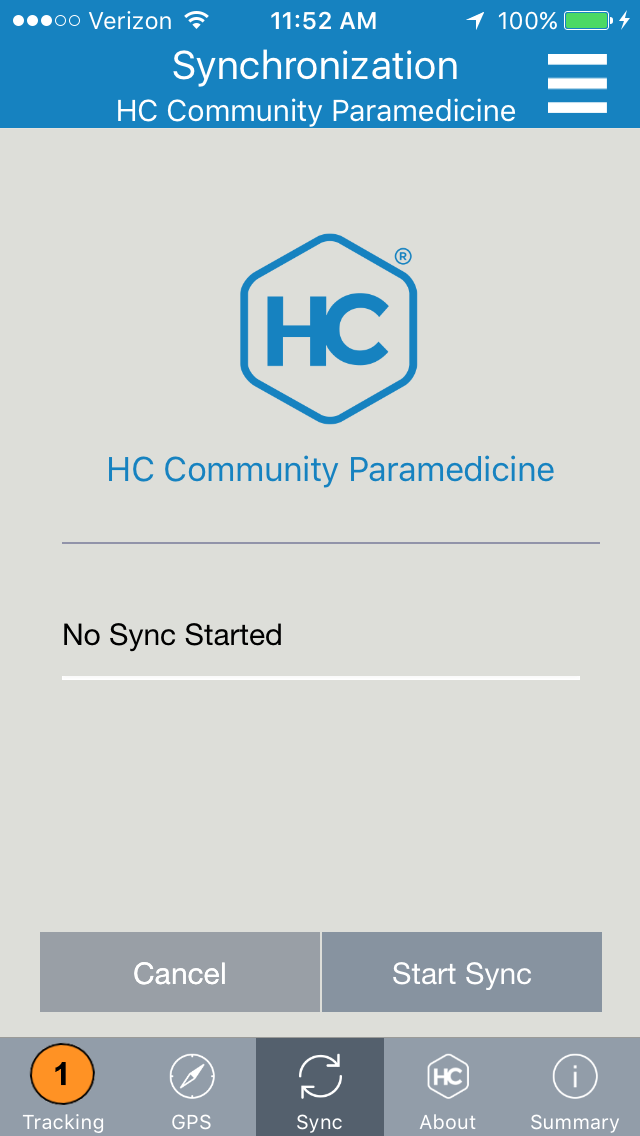 Verizon 11:52 AM 100%
Synchronization
HC Community Paramedicine
HC ®
HC Community Paramedicine
No Sync Started
Cancel Start Sync
1 HC
Tracking GPS Sync About Summary